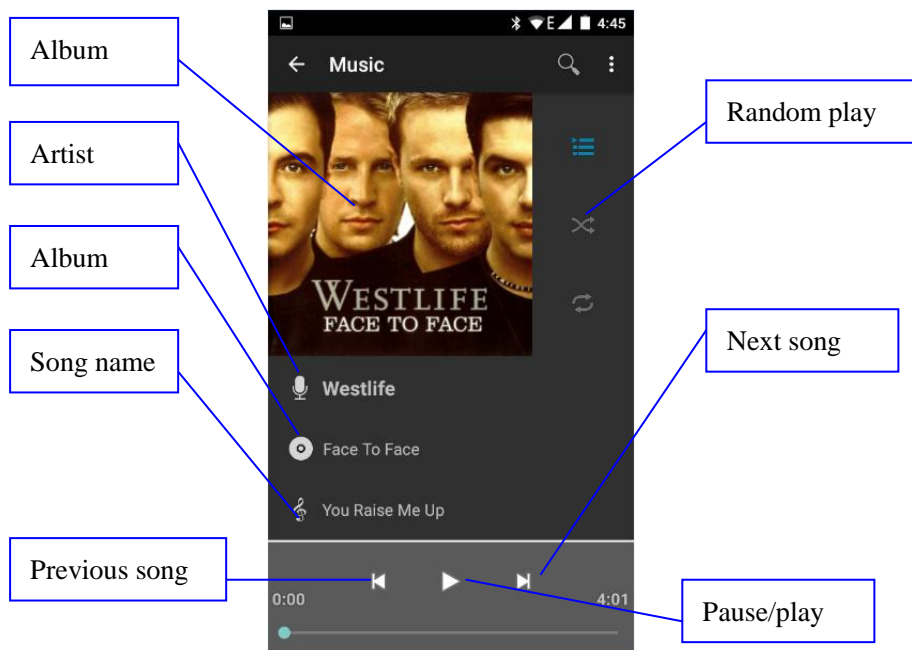 Album
Artist
Album
Song name
Previous song
E 4:45
Music
WESTLIFE
FACE TO FACE
Westlife
Face To Face
You Raise Me Up
0:00
4:01
Random play
Next song
Pause/play